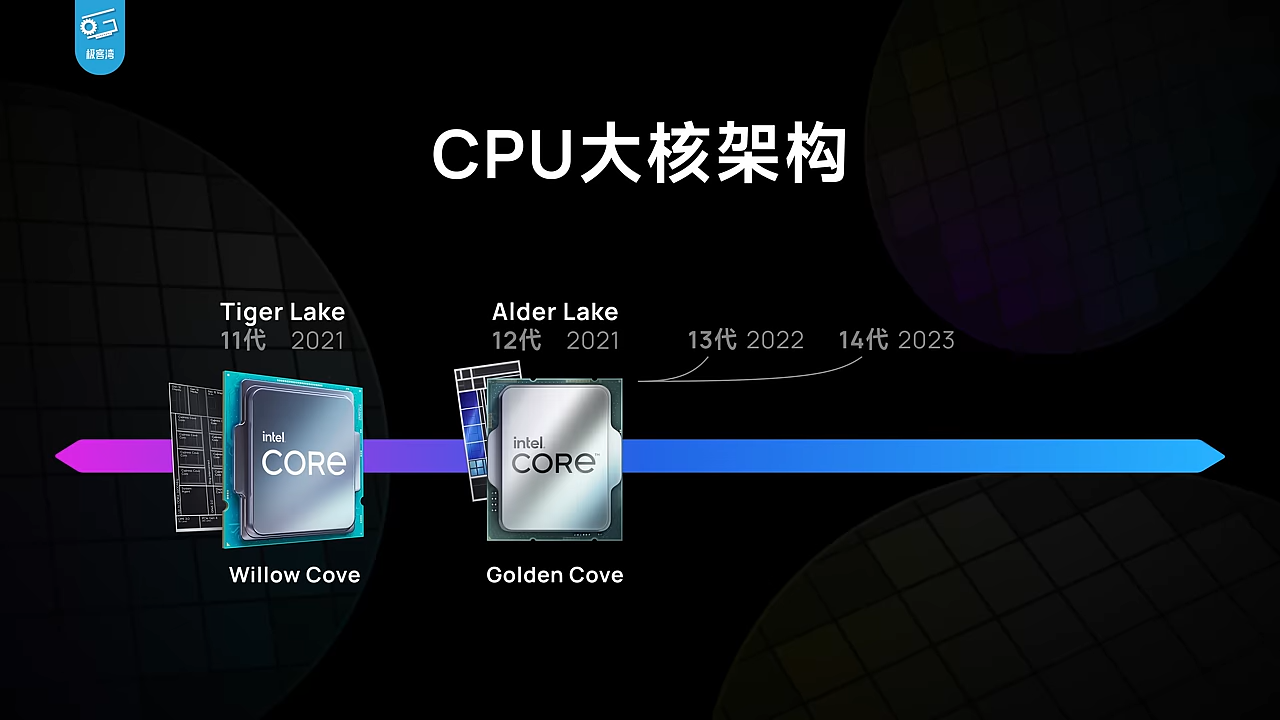 极客湾
CPU大核架构
Tiger Lake
11代 2021
Alder Lake
12代 2021
13代 2022
14代 2023
intel
CORE
intel
CORE™
Willow Cove
Golden Cove